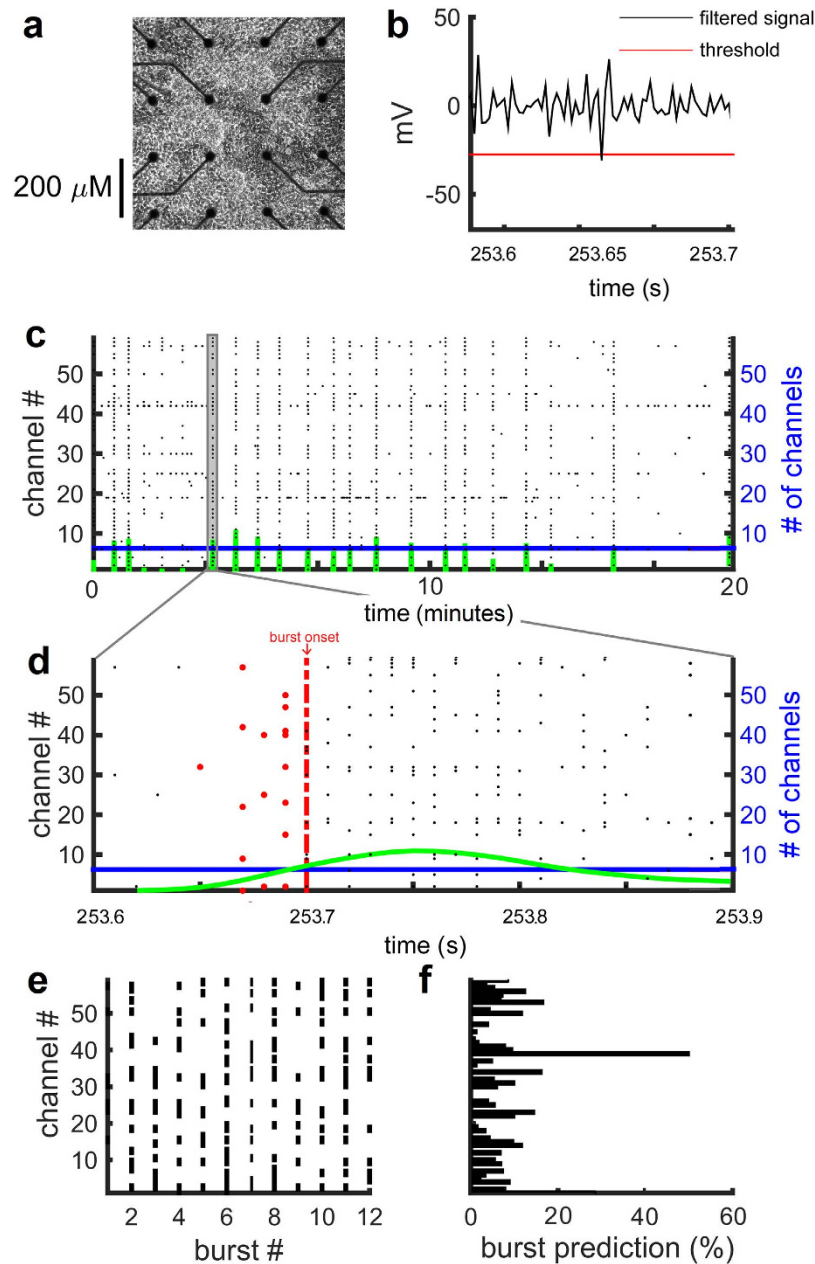 a
200 μM
b
filtered signal
threshold
50
0
-50
mV
253.6 253.65 253.7
time (s)
c
channel #
50
40
30
20
10
50
40
30
20
10
# of channels
0 10 20
time (minutes)
d
burst onset
channel #
50
40
30
20
10
50
40
30
20
10
# of channels
253.6 253.7 253.8 253.9
time (s)
e
channel #
50
40
30
20
10
2 4 6 8 10 12
burst #
f
0 20 40 60
burst prediction (%)